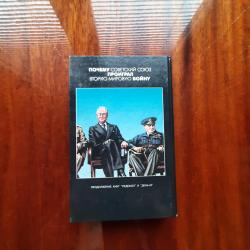 ПОЧЕМУ СОВЕТСКИЙ СОЮЗ
ПРОИГРАЛ
ВТОРУЮ МИРОВУЮ ВОЙНУ
ПРОДОЛЖЕНИЕ КНИГ "ЛЕДОКОЛ" И "ДЕНЬ-М"